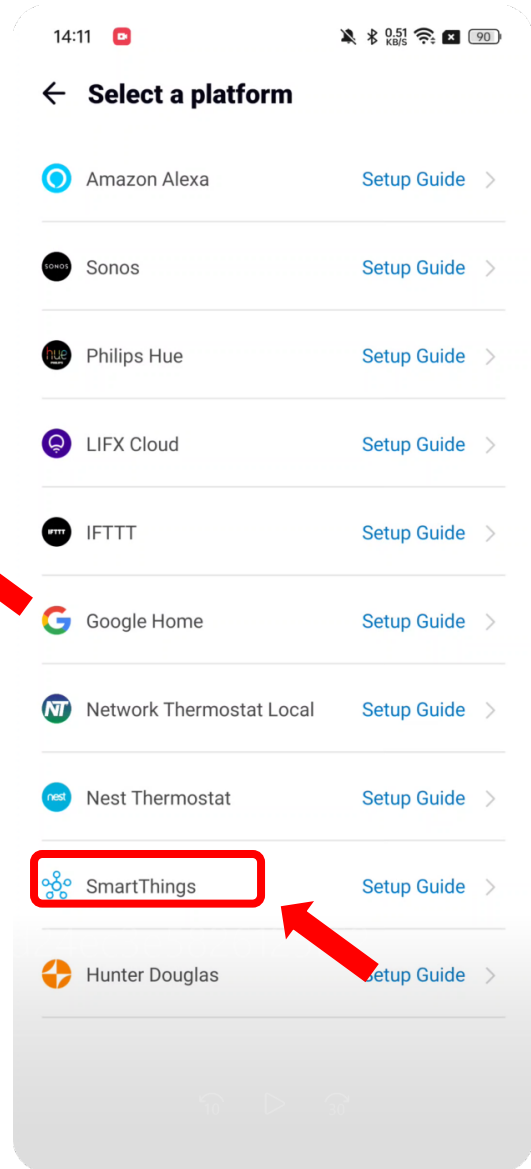 14:11
0.51 KB/S
90
Select a platform
Amazon Alexa Setup Guide
SONOS Sonos Setup Guide
hue Philips Hue Setup Guide
LIFX Cloud Setup Guide
IFTTT IFTTT Setup Guide
Google Home Setup Guide
NT Network Thermostat Local Setup Guide
nest Nest Thermostat Setup Guide
SmartThings Setup Guide
Hunter Douglas Setup Guide